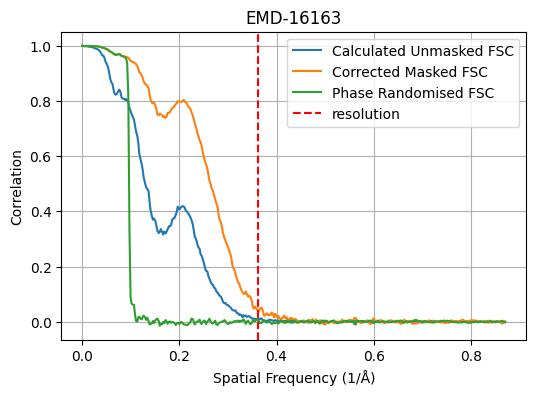 EMD-16163
Calculated Unmasked FSC
Corrected Masked FSC
Phase Randomised FSC
resolution
Correlation
1.0
0.8
0.6
0.4
0.2
0.0
0.0 0.2 0.4 0.6 0.8
Spatial Frequency (1/Å)